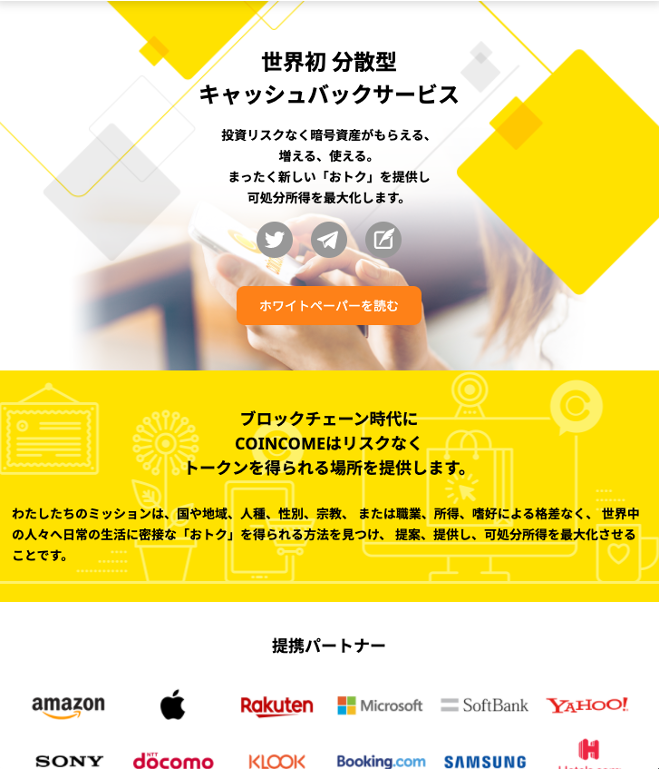 世界初 分散型
キャッシュバックサービス
投資リスクなく暗号資産がもらえる、
増える、使える。
まったく新しい「おトク」を提供し
可処分所得を最大化します。
ホワイトペーパーを読む
ブロックチェーン時代に
COINCOMEはリスクなく
トークンを得られる場所を提供します。
わたしたちのミッションは、国や地域、人種、性別、宗教、 または職業、所得、嗜好による格差なく、 世界中
の人々へ日常の生活に密接な「おトク」を得られる方法を見つけ、 提案、提供し、可処分所得を最大化させる
ことです。
提携パートナー
amazon Rakuten Microsoft SoftBank YAHOO!
SONY NTT docomo KLOOK Booking.com SAMSUNG Hotels.com